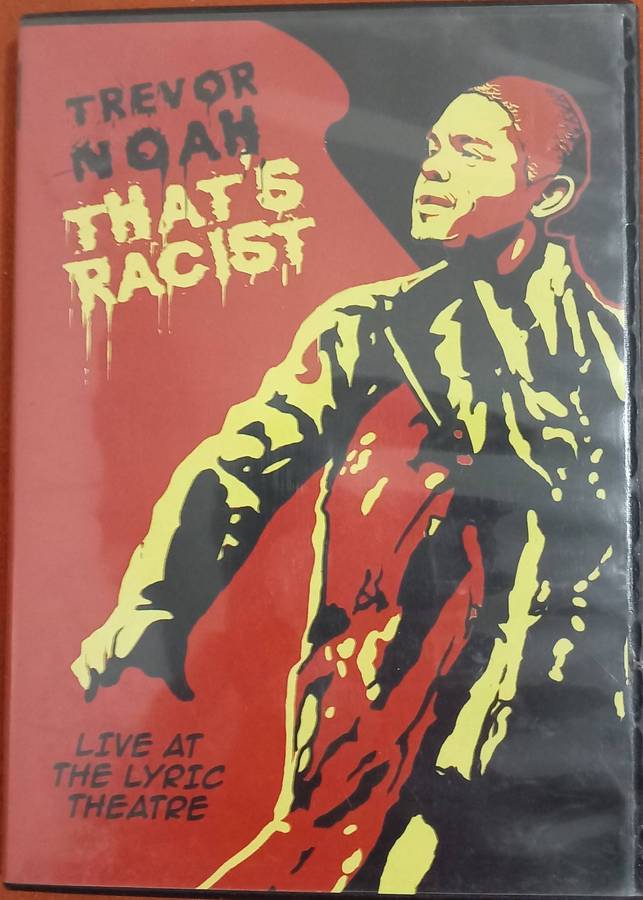 TREVOR
NOAH
THAT'S
RACIST
LIVE AT
THE LYRIC
THEATRE